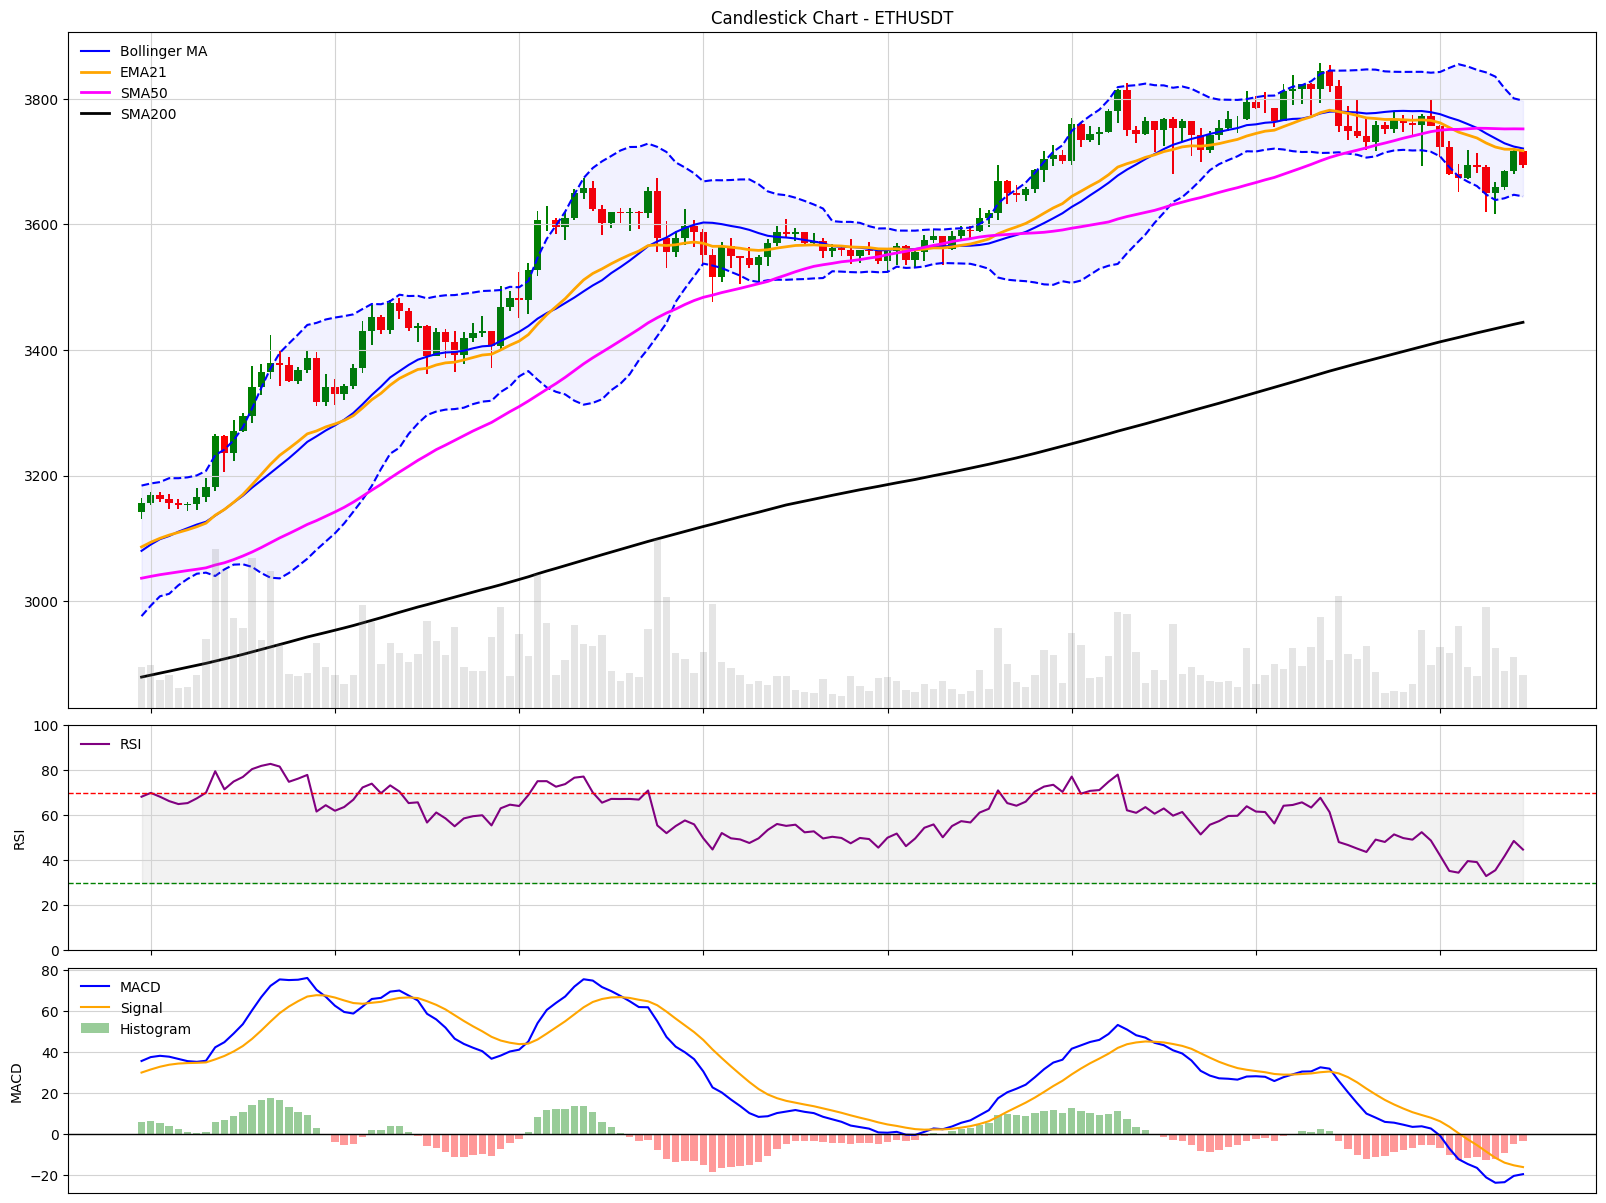 Candlestick Chart - ETHUSDT
Bollinger MA
EMA21
SMA50
SMA200
3800
3600
3400
3200
3000
RSI
100
80
60
40
20
0
RSI
MACD
Signal
Histogram
80
60
40
20
0
−20
MACD